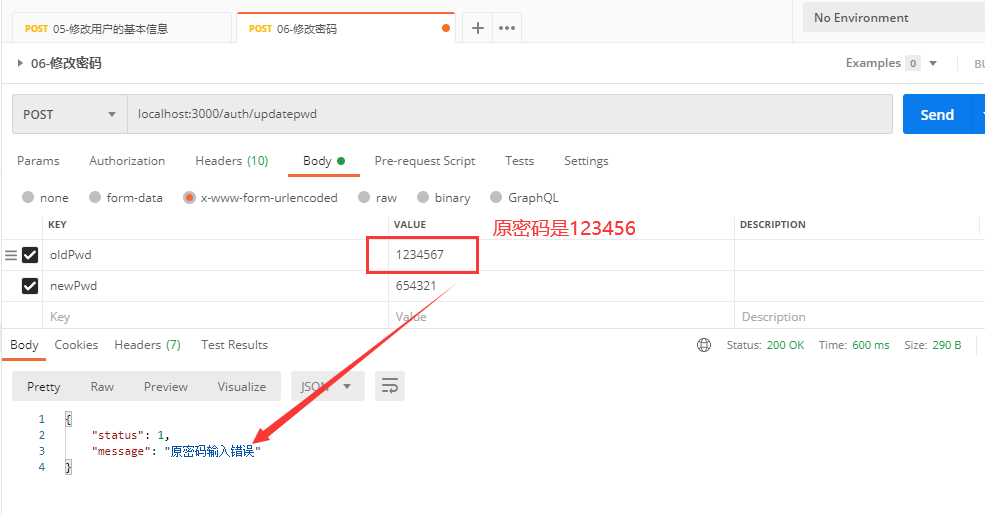 POST 05-修改用户的基本信息
POST 06-修改密码
No Environment
06-修改密码
Examples 0
BU
POST
localhost:3000/auth/updatepwd
Send
Params Authorization Headers (10) Body Pre-request Script Tests Settings
none form-data x-www-form-urlencoded raw binary GraphQL
KEY VALUE DESCRIPTION
原密码是123456
oldPwd 1234567
newPwd 654321
Key Value Description
Body Cookies Headers (7) Test Results Status: 200 OK Time: 600 ms Size: 290 B
Pretty Raw Preview Visualize JSON
1 {
2 "status": 1,
3 "message": "原密码输入错误"
4 }